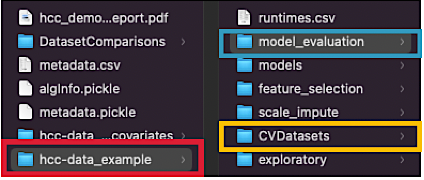 hcc_demo...eport.pdf
DatasetComparisons
metadata.csv
algInfo.pickle
metadata.pickle
hcc-data_...covariates
hcc-data_example
runtimes.csv
model_evaluation
models
feature_selection
scale_impute
CVDatasets
exploratory